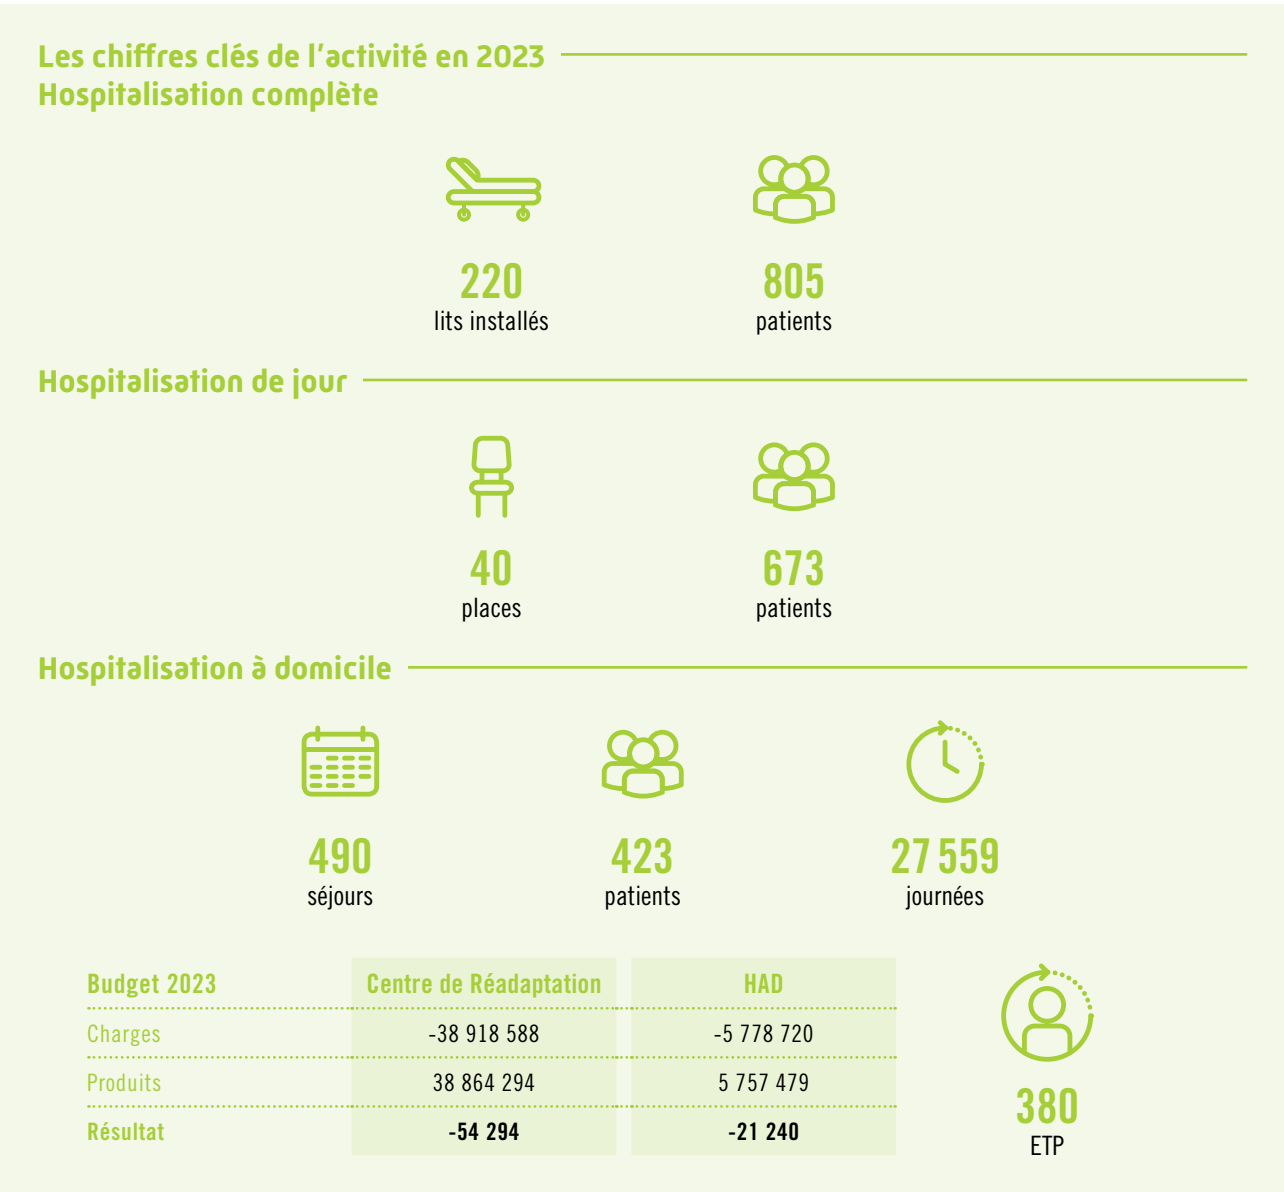 Les chiffres clés de l'activité en 2023
Hospitalisation complète
220
lits installés
805
patients
Hospitalisation de jour
40
places
673
patients
Hospitalisation à domicile
490
séjours
423
patients
27 559
journées
Budget 2023 Centre de Réadaptation HAD
Charges -38 918 588 -5 778 720
Produits 38 864 294 5 757 479
Résultat -54 294 -21 240
380
ETP